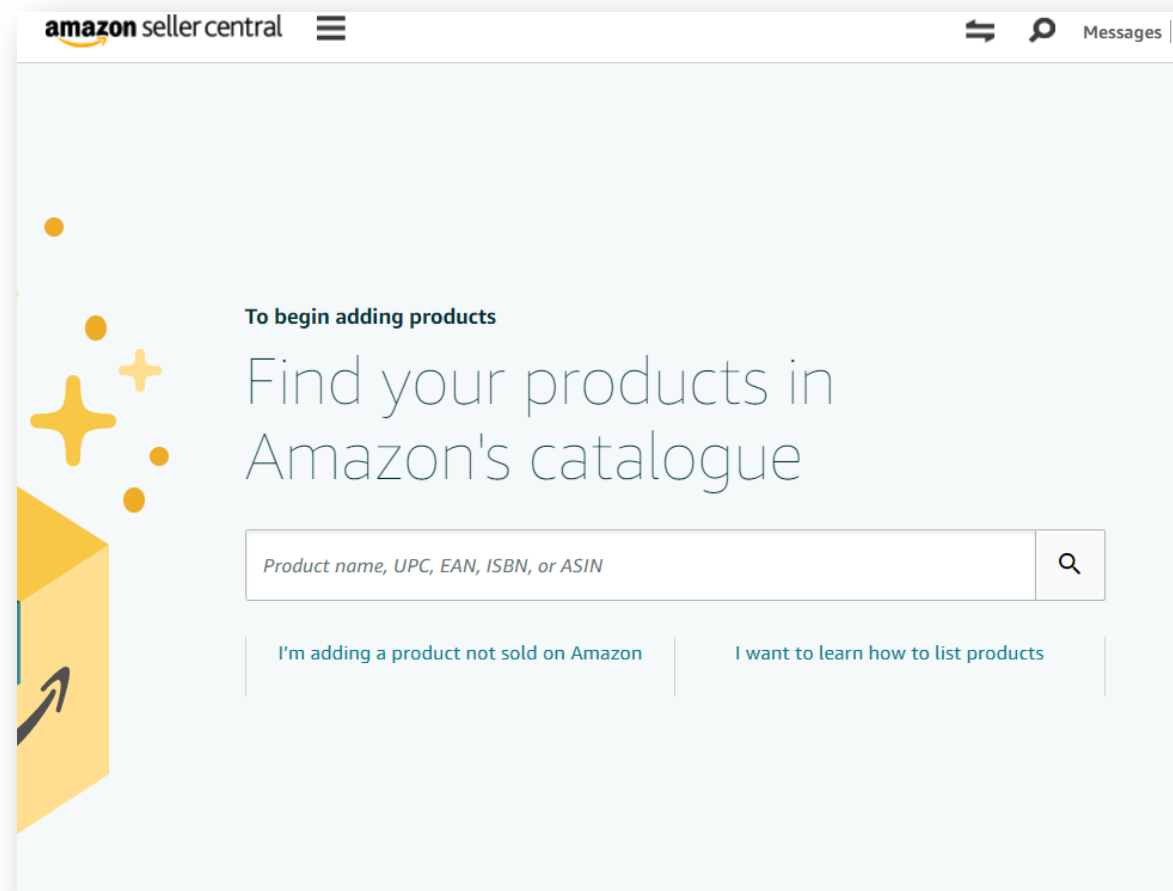 amazon seller central
Messages
To begin adding products
Find your products in
Amazon's catalogue
Product name, UPC, EAN, ISBN, or ASIN
I’m adding a product not sold on Amazon
I want to learn how to list products